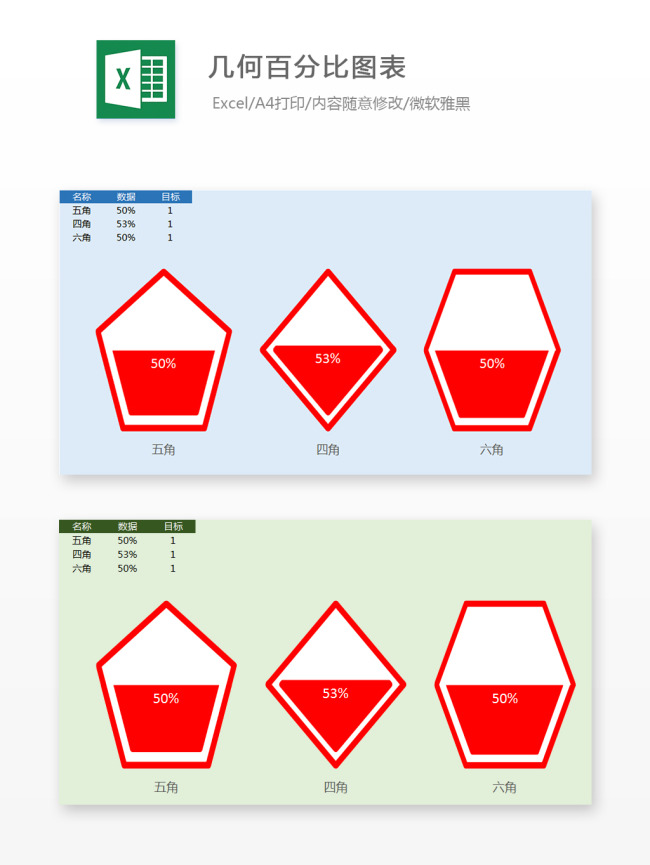 X
几何百分比图表
Excel/A4打印/内容随意修改/微软雅黑
名称 数据 目标
五角 50% 1
四角 53% 1
六角 50% 1
50% 53% 50%
五角 四角 六角
名称 数据 目标
五角 50% 1
四角 53% 1
六角 50% 1
50% 53% 50%
五角 四角 六角